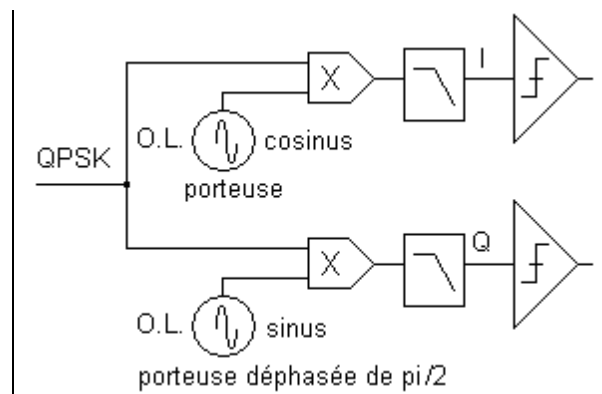 X
I
O.L.
cosinus
QPSK
porteuse
X
Q
O.L.
sinus
porteuse déphasée de pi/2